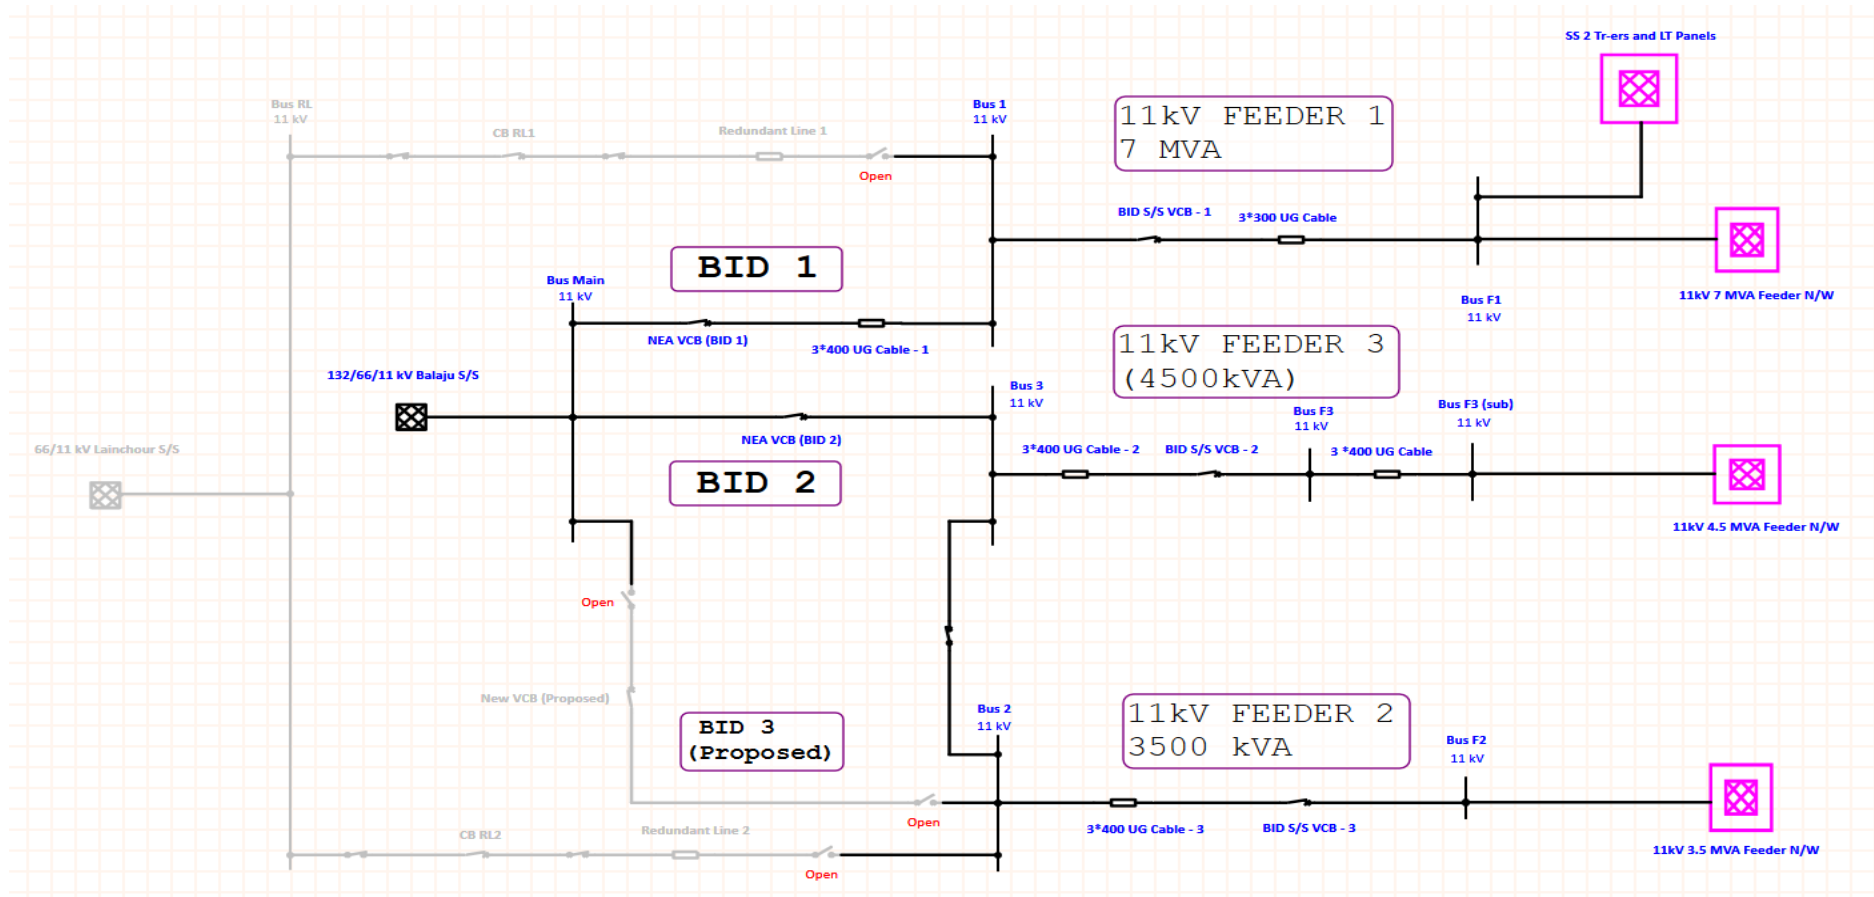 SS 2 Tr-ers and LT Panels
Bus RL
11 kV
CB RL1
Redundant Line 1
Open
Bus 1
11 kV
11kV FEEDER 1
7 MVA
BID S/S VCB - 1
3*300 UG Cable
Bus F1
11 kV
11kV 7 MVA Feeder N/W
BID 1
Bus Main
11 kV
NEA VCB (BID 1)
3*400 UG Cable - 1
132/66/11 kV Balaju S/S
11kV FEEDER 3
(4500kVA)
Bus 3
11 kV
NEA VCB (BID 2)
BID 2
3*400 UG Cable - 2
BID S/S VCB - 2
Bus F3
11 kV
3 *400 UG Cable
Bus F3 (sub)
11 kV
11kV 4.5 MVA Feeder N/W
66/11 kV Lainchour S/S
Open
New VCB (Proposed)
BID 3
(Proposed)
Bus 2
11 kV
11kV FEEDER 2
3500 kVA
Bus F2
11 kV
Open
3*400 UG Cable - 3
BID S/S VCB - 3
11kV 3.5 MVA Feeder N/W
CB RL2
Redundant Line 2
Open